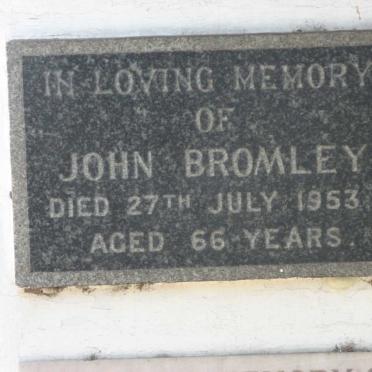 IN LOVING MEMORY
OF
JOHN BROMLEY
DIED 27TH JULY 1953.
AGED 66 YEARS.